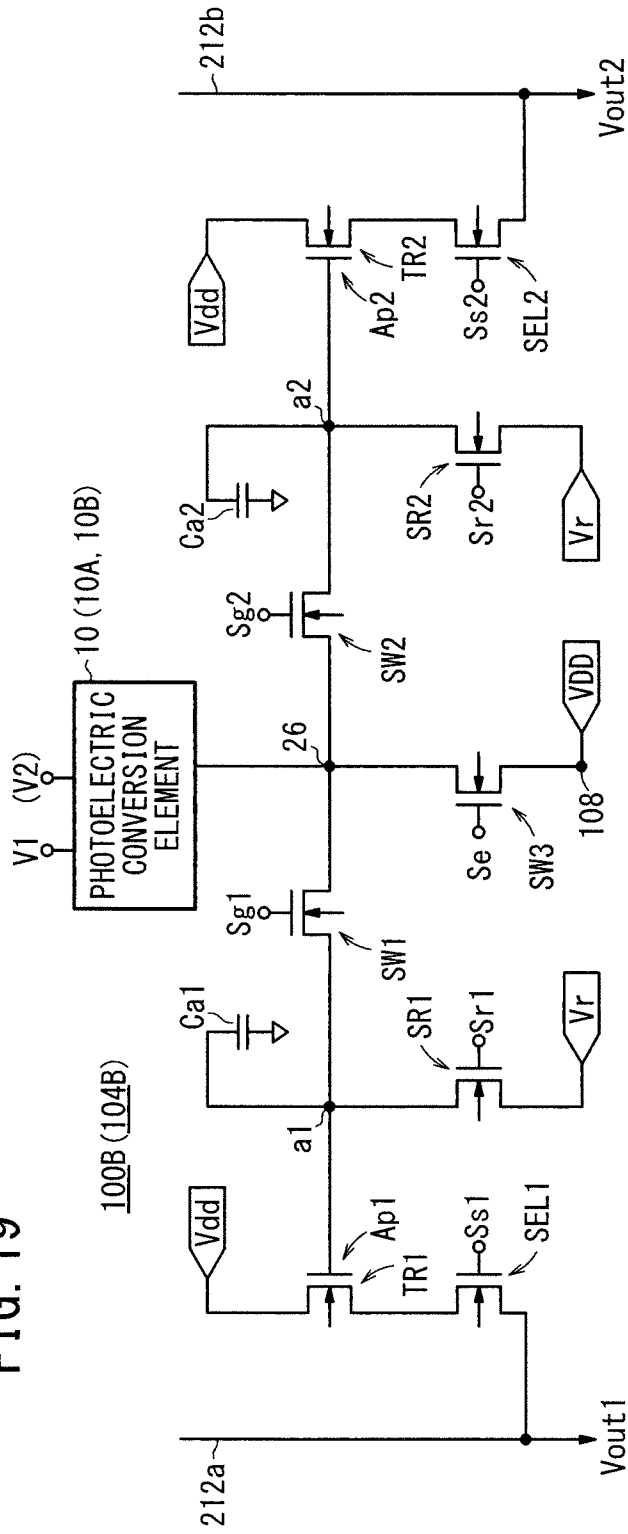 FIG. 19
100B (104B)
V1
(V2)
10 (10A, 10B)
PHOTOELECTRIC
CONVERSION
ELEMENT
212a
212b
Vdd
Vdd
Ca1
Ca2
Sg1
Sg2
26
a1
a2
SW1
SW2
Ap1
TR1
Ap2
TR2
SR1
Sr1
SR2
Sr2
Se
SW3
Ss1
SEL1
Ss2
SEL2
Vr
Vr
108
VDD
Vout1
Vout2